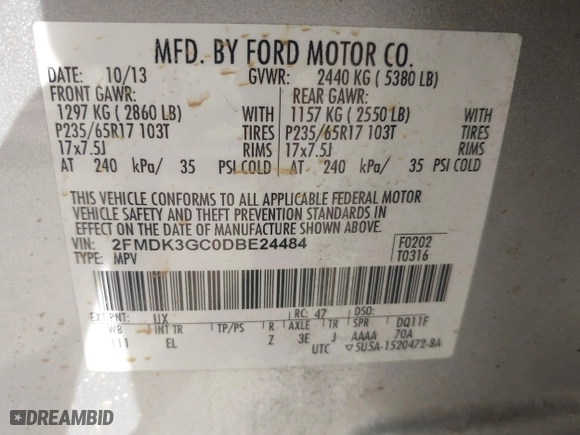 MFD. BY FORD MOTOR CO.
DATE: 10/13 GVWR: 2440 KG ( 5380 LB)
FRONT GAWR: REAR GAWR:
1297 KG ( 2860 LB) WITH 1157 KG ( 2550 LB) WITH
P235/65R17 103T TIRES P235/65R17 103T TIRES
17x7.5J RIMS 17x7.5J RIMS
AT 240 kPa/ 35 PSI COLD AT 240 kPa/ 35 PSI COLD
THIS VEHICLE CONFORMS TO ALL APPLICABLE FEDERAL MOTOR
VEHICLE SAFETY AND THEFT PREVENTION STANDARDS IN
EFFECT ON THE DATE OF MANUFACTURE SHOWN ABOVE.
VIN: 2FMDK3GC0DBE24484 F0202
TYPE: MPV T0316
EXT PNT: UX RC: 47 DSO:
WB INT TR TP/PS R AXLE TR SPR DQ11F
111 EL Z 3E J AAAA 70A
UTC ▽5U5A-1520472-BA
DREAMBID